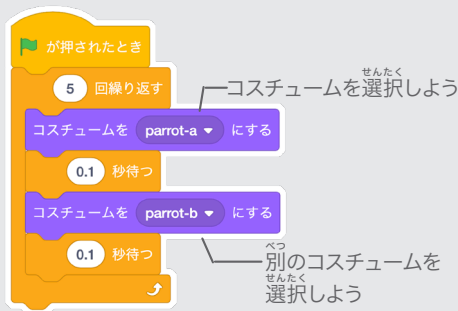 が押されたとき
5 回繰り返す
コスチュームを parrot-a にする
せんたく
コスチュームを選択しよう
0.1 秒待つ
コスチュームを parrot-b にする
0.1 秒待つ
べつ
別のコスチュームを
せんたく
選択しよう